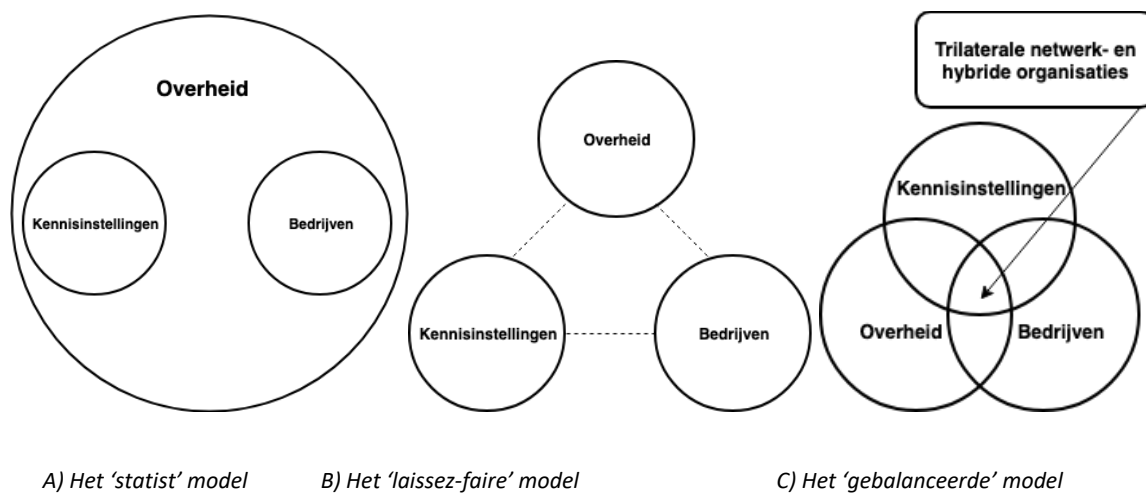 Overheid
Kennisinstellingen
Bedrijven
Overheid
Kennisinstellingen
Bedrijven
Trilaterale netwerk- en
hybride organisaties
Kennisinstellingen
Overheid
Bedrijven
A) Het ‘statist’ model
B) Het ‘laissez-faire’ model
C) Het ‘gebalanceerde’ model